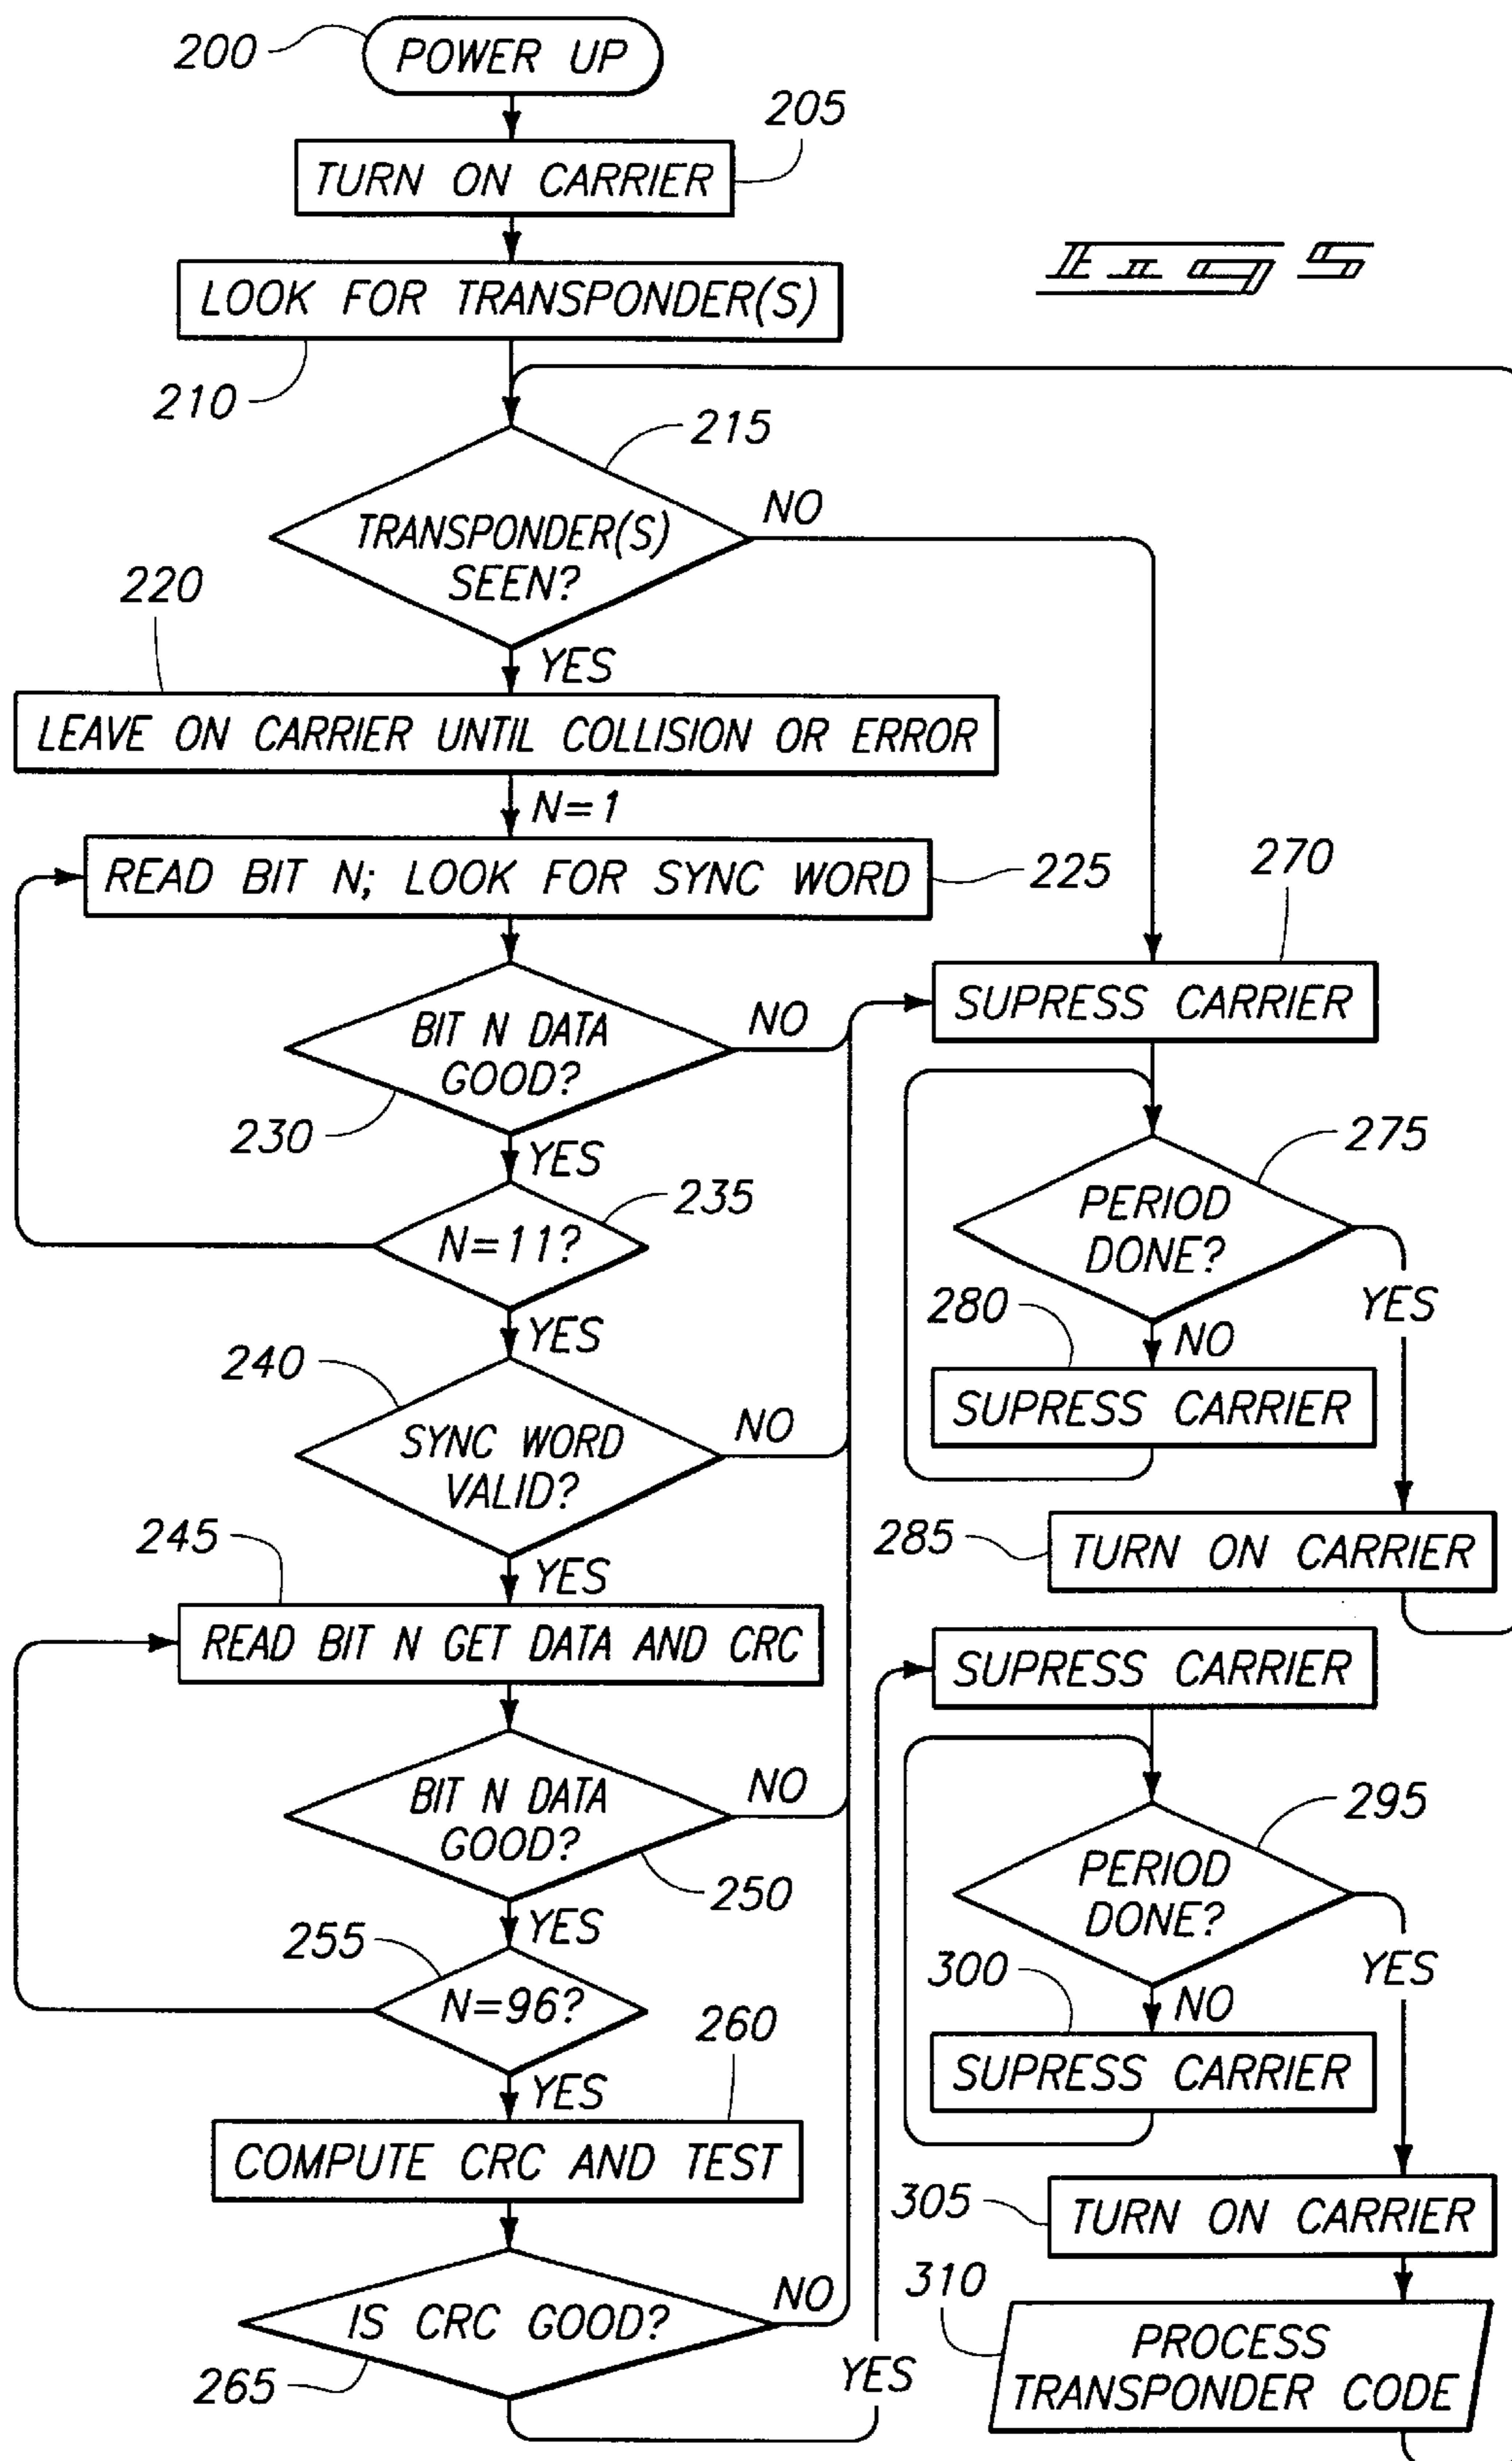 200
POWER UP
205
TURN ON CARRIER
Fig 5
LOOK FOR TRANSPONDER(S)
210
215
TRANSPONDER(S)
SEEN?
NO
220
YES
LEAVE ON CARRIER UNTIL COLLISION OR ERROR
N=1
READ BIT N; LOOK FOR SYNC WORD
225
270
SUPRESS CARRIER
BIT N DATA
GOOD?
NO
230
YES
235
N=11?
275
PERIOD
DONE?
YES
280
NO
SUPRESS CARRIER
YES
240
SYNC WORD
VALID?
NO
285
TURN ON CARRIER
245
YES
READ BIT N GET DATA AND CRC
SUPRESS CARRIER
BIT N DATA
GOOD?
NO
250
YES
255
N=96?
295
PERIOD
DONE?
YES
300
NO
SUPRESS CARRIER
260
YES
COMPUTE CRC AND TEST
305
TURN ON CARRIER
IS CRC GOOD?
NO
265
YES
310
PROCESS
TRANSPONDER CODE